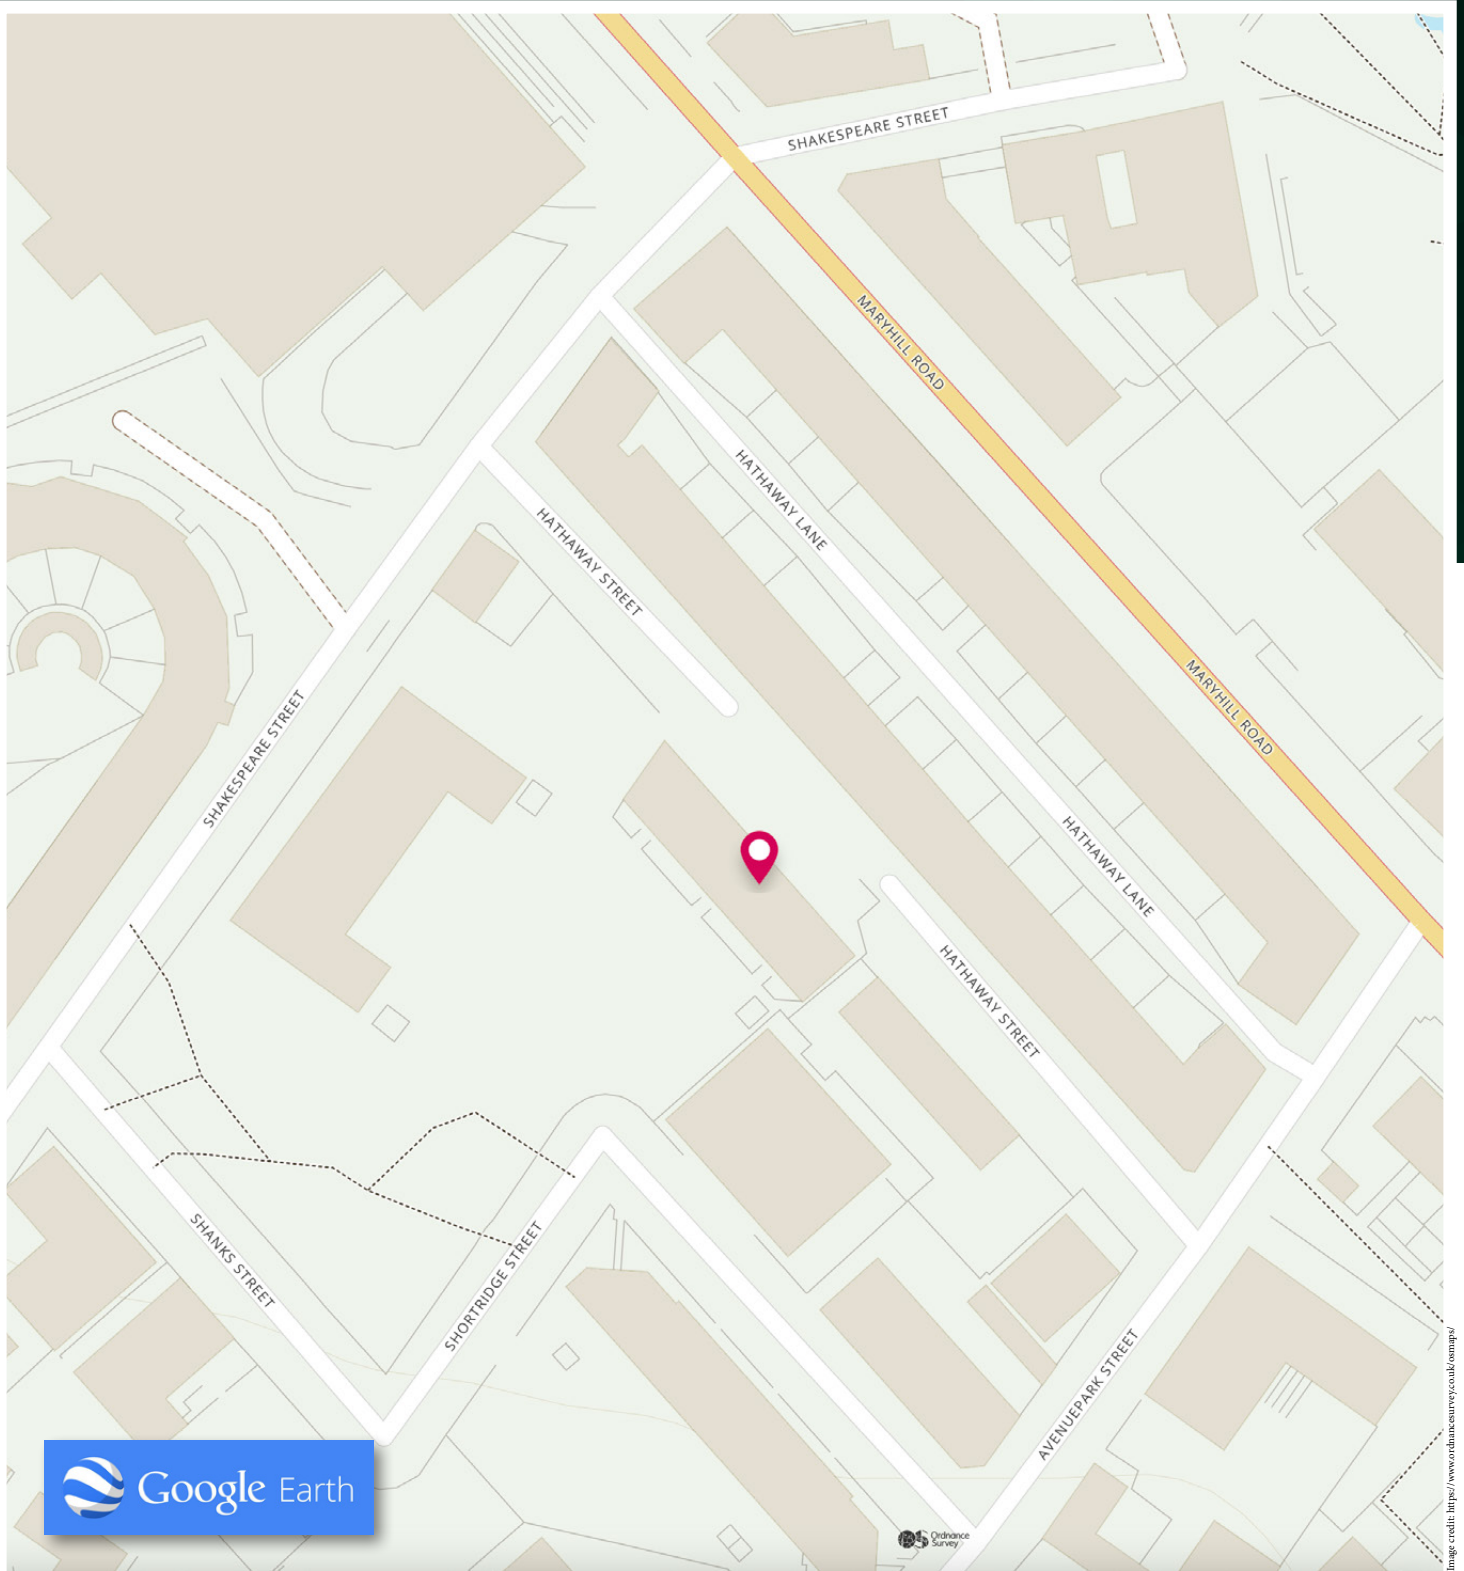 SHAKESPEARE STREET
MARYHILL ROAD
HATHAWAY LANE
HATHAWAY STREET
MARYHILL ROAD
SHAKESPEARE STREET
HATHAWAY LANE
HATHAWAY STREET
SHANKS STREET
SHORTRIDGE STREET
AVENUEPARK STREET
Google Earth
OS
Ordnance
Survey
Image credit: https://www.ordnancesurvey.co.uk/osmaps/